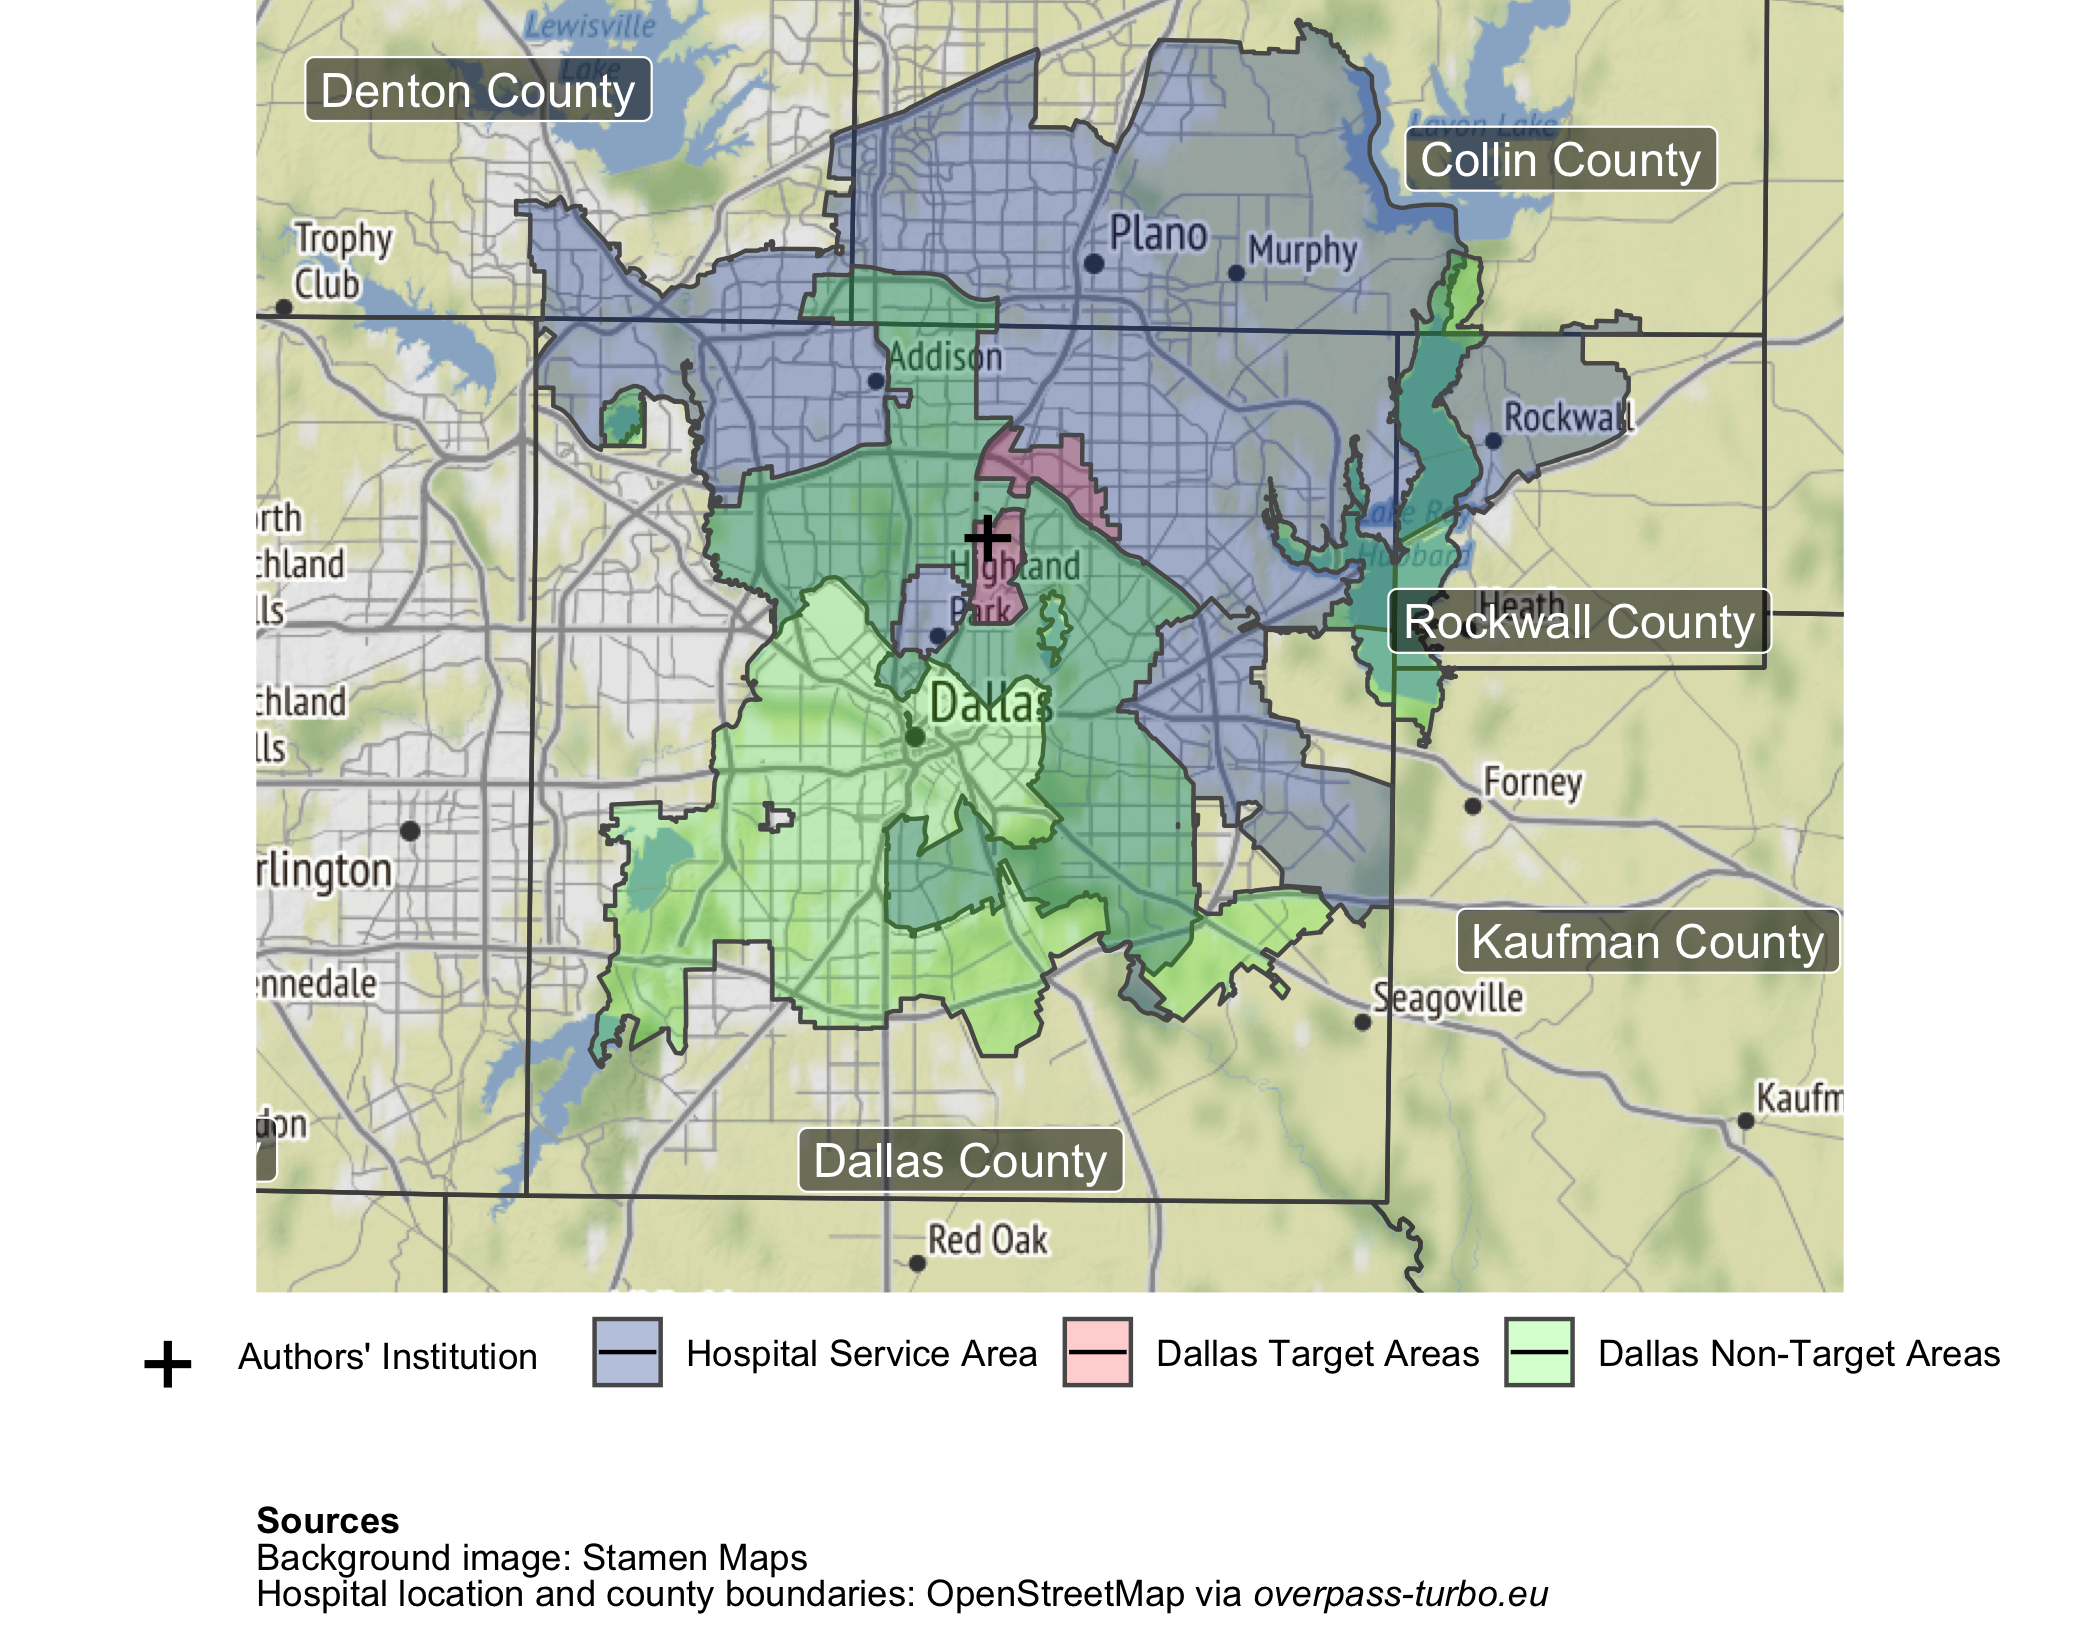 Lewisville
Lake
Denton County
Lavon Lake
Collin County
Trophy
Club
Plano
Murphy
Addison
Rockwall
orth
chland
lls
Lake Ray
Hubbard
Highland
Park
Heath
Rockwall County
chland
lls
Dallas
Forney
rlington
Kaufman County
ennedale
Seagoville
Kaufm
don
Dallas County
Red Oak
Authors' Institution
Hospital Service Area
Dallas Target Areas
Dallas Non-Target Areas
Sources
Background image: Stamen Maps
Hospital location and county boundaries: OpenStreetMap via overpass-turbo.eu